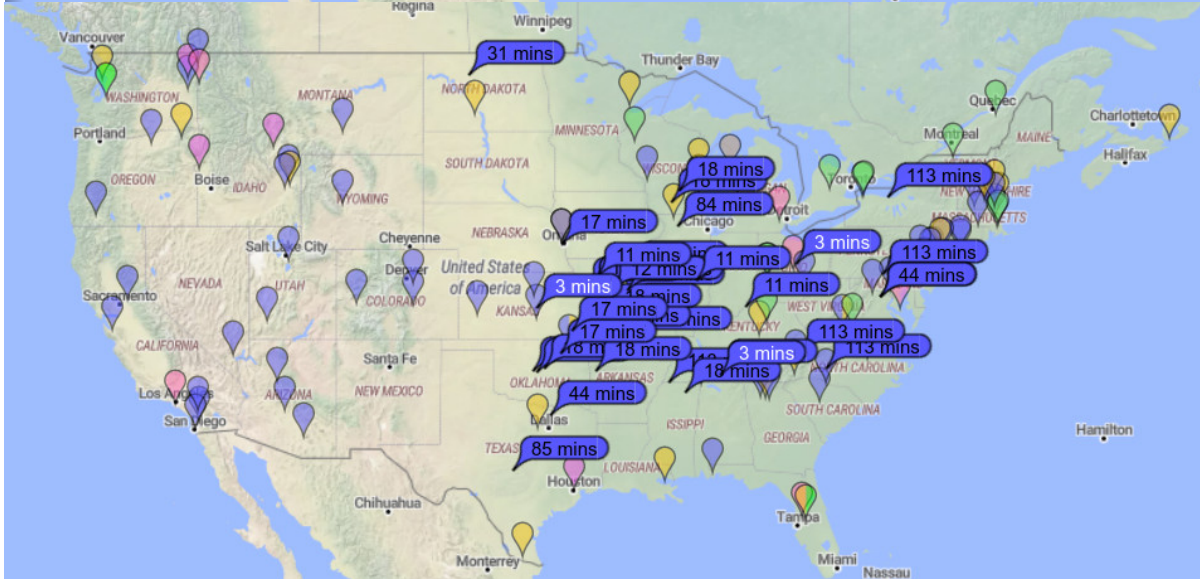 Regina
Winnipeg
Vancouver
31 mins
Thunder Bay
WASHINGTON
MONTANA
NORTH DAKOTA
Quebec
Charlottetown
Portland
MINNESOTA
Montreal
MAINE
Halifax
OREGON
Boise
IDAHO
SOUTH DAKOTA
18 mins
18 mins
Toronto
113 mins
WYOMING
84 mins
Detroit
MASSACHUSETTS
Chicago
17 mins
Salt Lake City
Cheyenne
NEBRASKA
3 mins
11 mins
11 mins
113 mins
Denver
United States
of America
12 mins
44 mins
Sacramento
NEVADA
UTAH
COLORADO
3 mins
11 mins
KANSAS
18 mins
17 mins
WEST VIRGINIA
KENTUCKY
CALIFORNIA
17 mins
113 mins
Santa Fe
18 mins
3 mins
113 mins
NORTH CAROLINA
OKLAHOMA
ARKANSAS
18 mins
Los Angeles
ARIZONA
NEW MEXICO
44 mins
SOUTH CAROLINA
San Diego
Dallas
ISSIPPI
Hamilton
GEORGIA
TEXAS
85 mins
LOUISIANA
Houston
Chihuahua
Tampa
Monterrey
Miami
Nassau